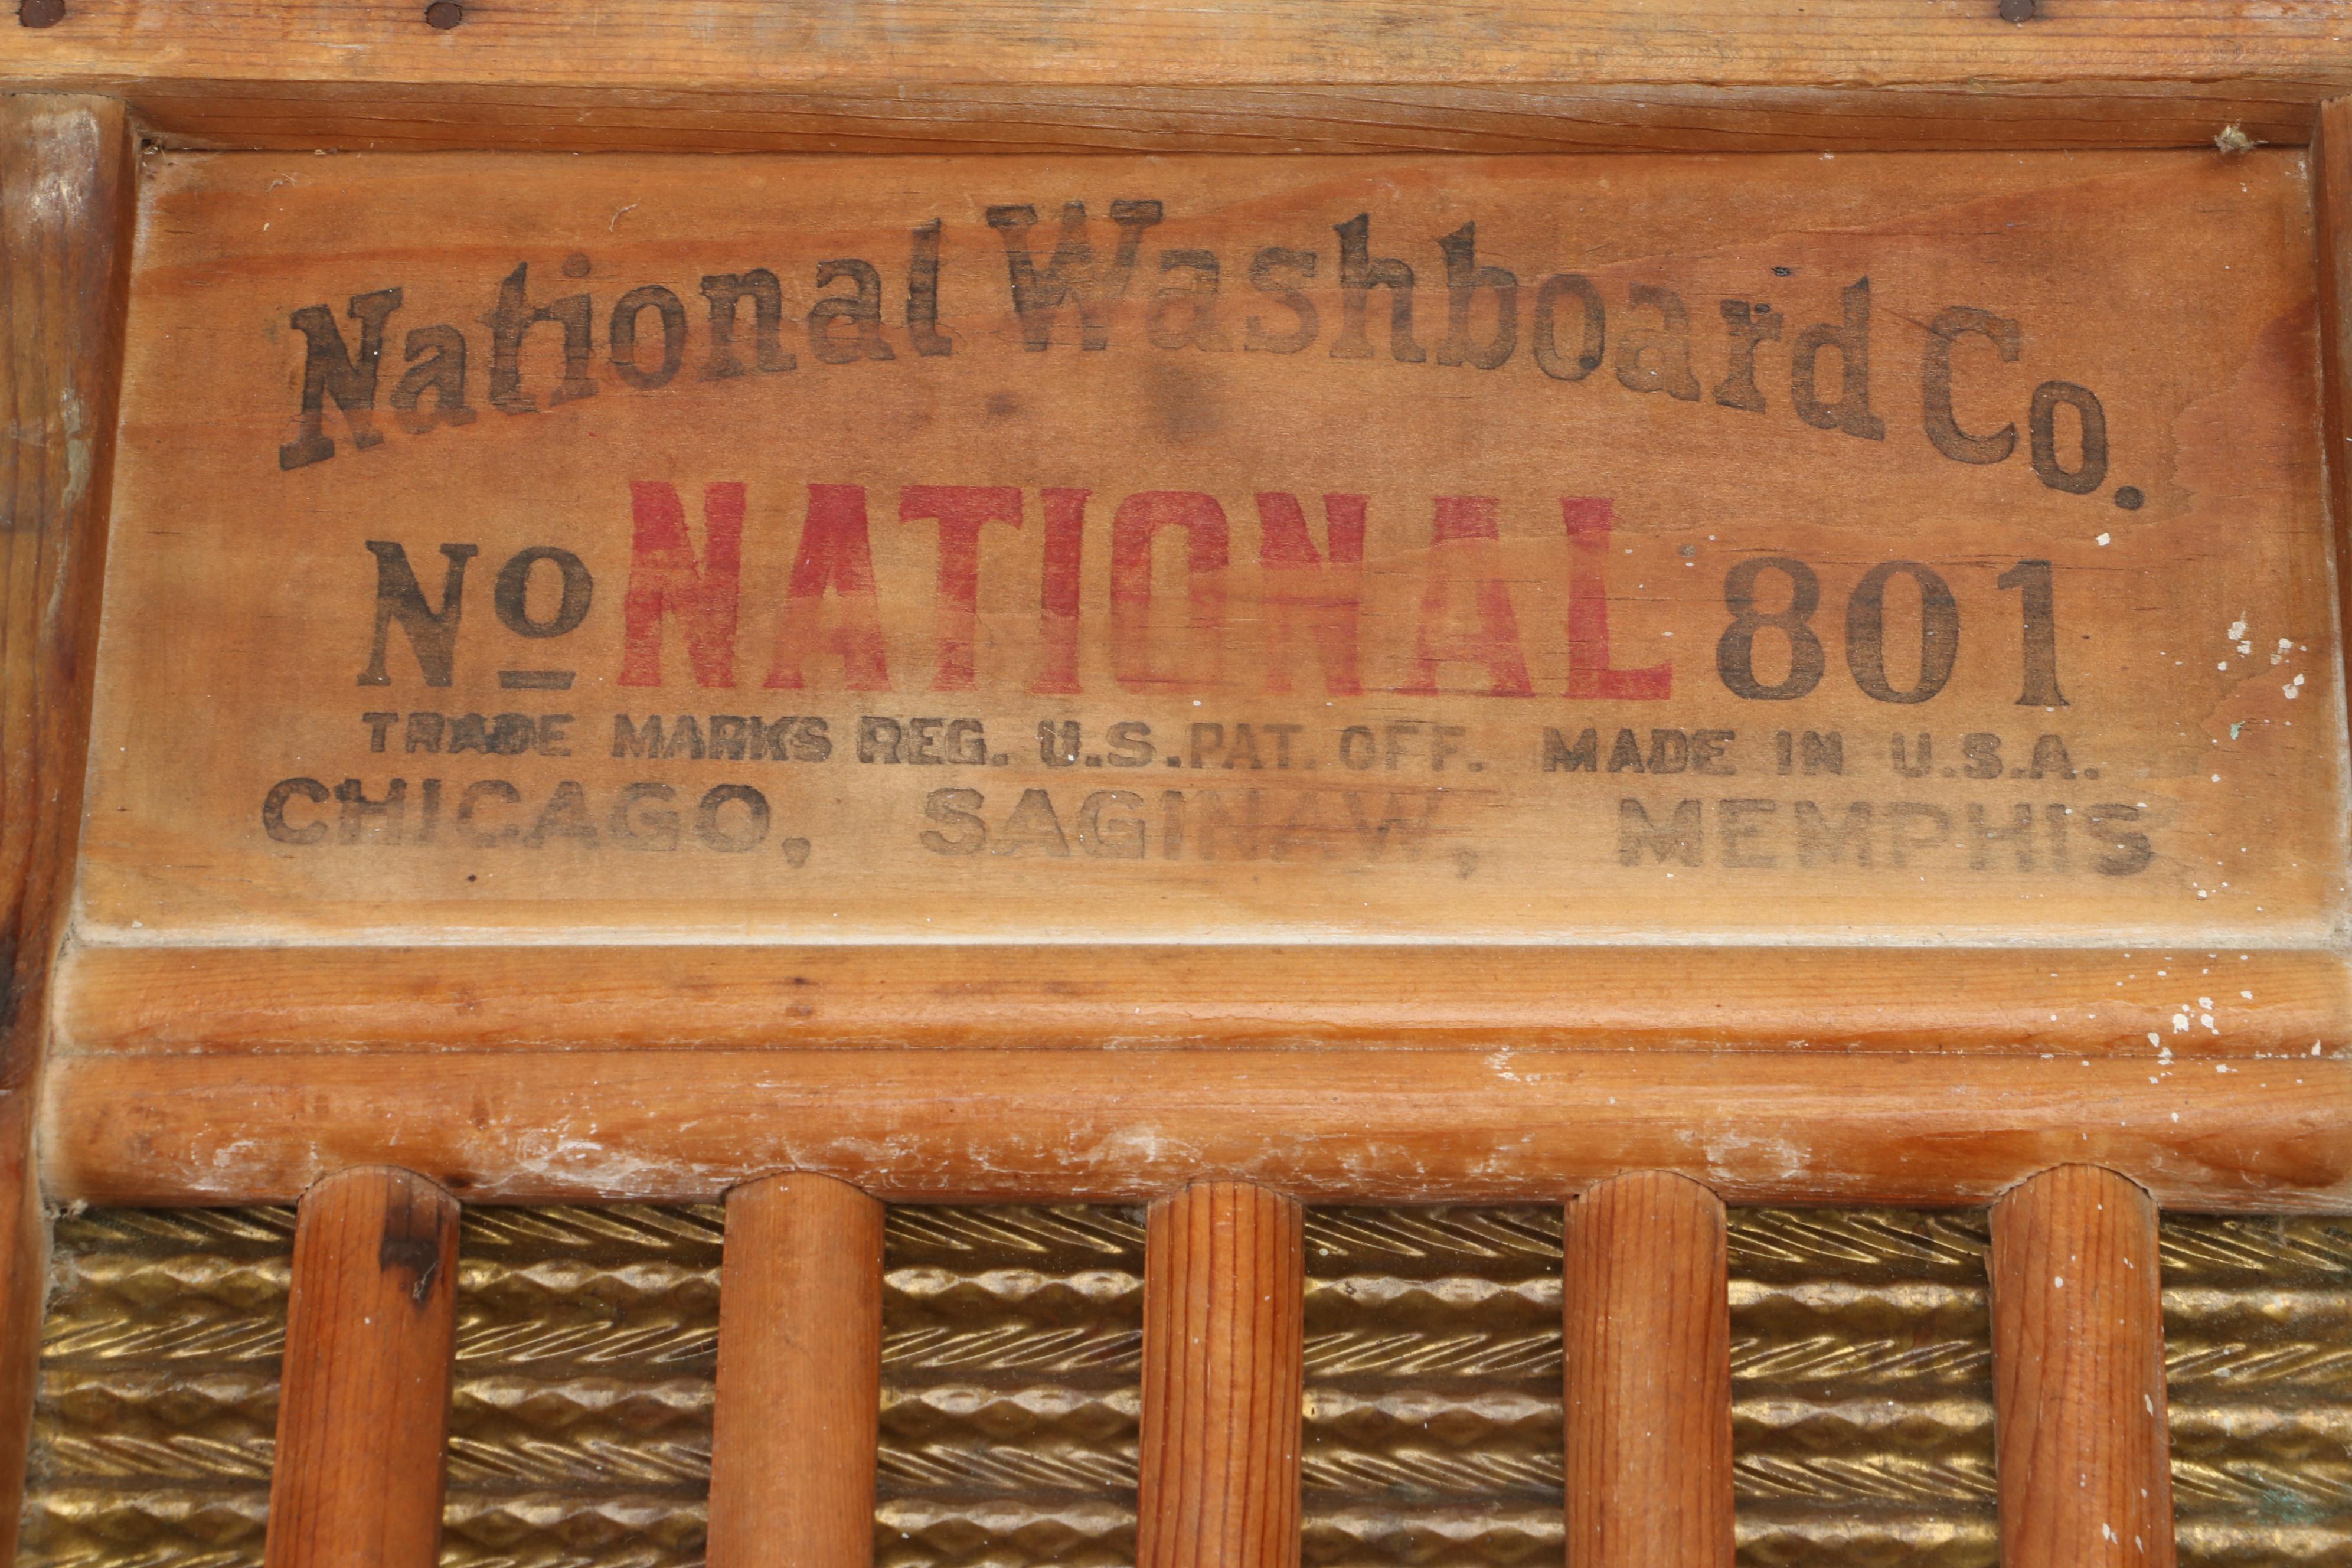 National Washboard Co.
No NATIONAL 801
TRADE MARKS REG. U.S. PAT. OFF. MADE IN U.S.A.
CHICAGO, SAGINAW, MEMPHIS